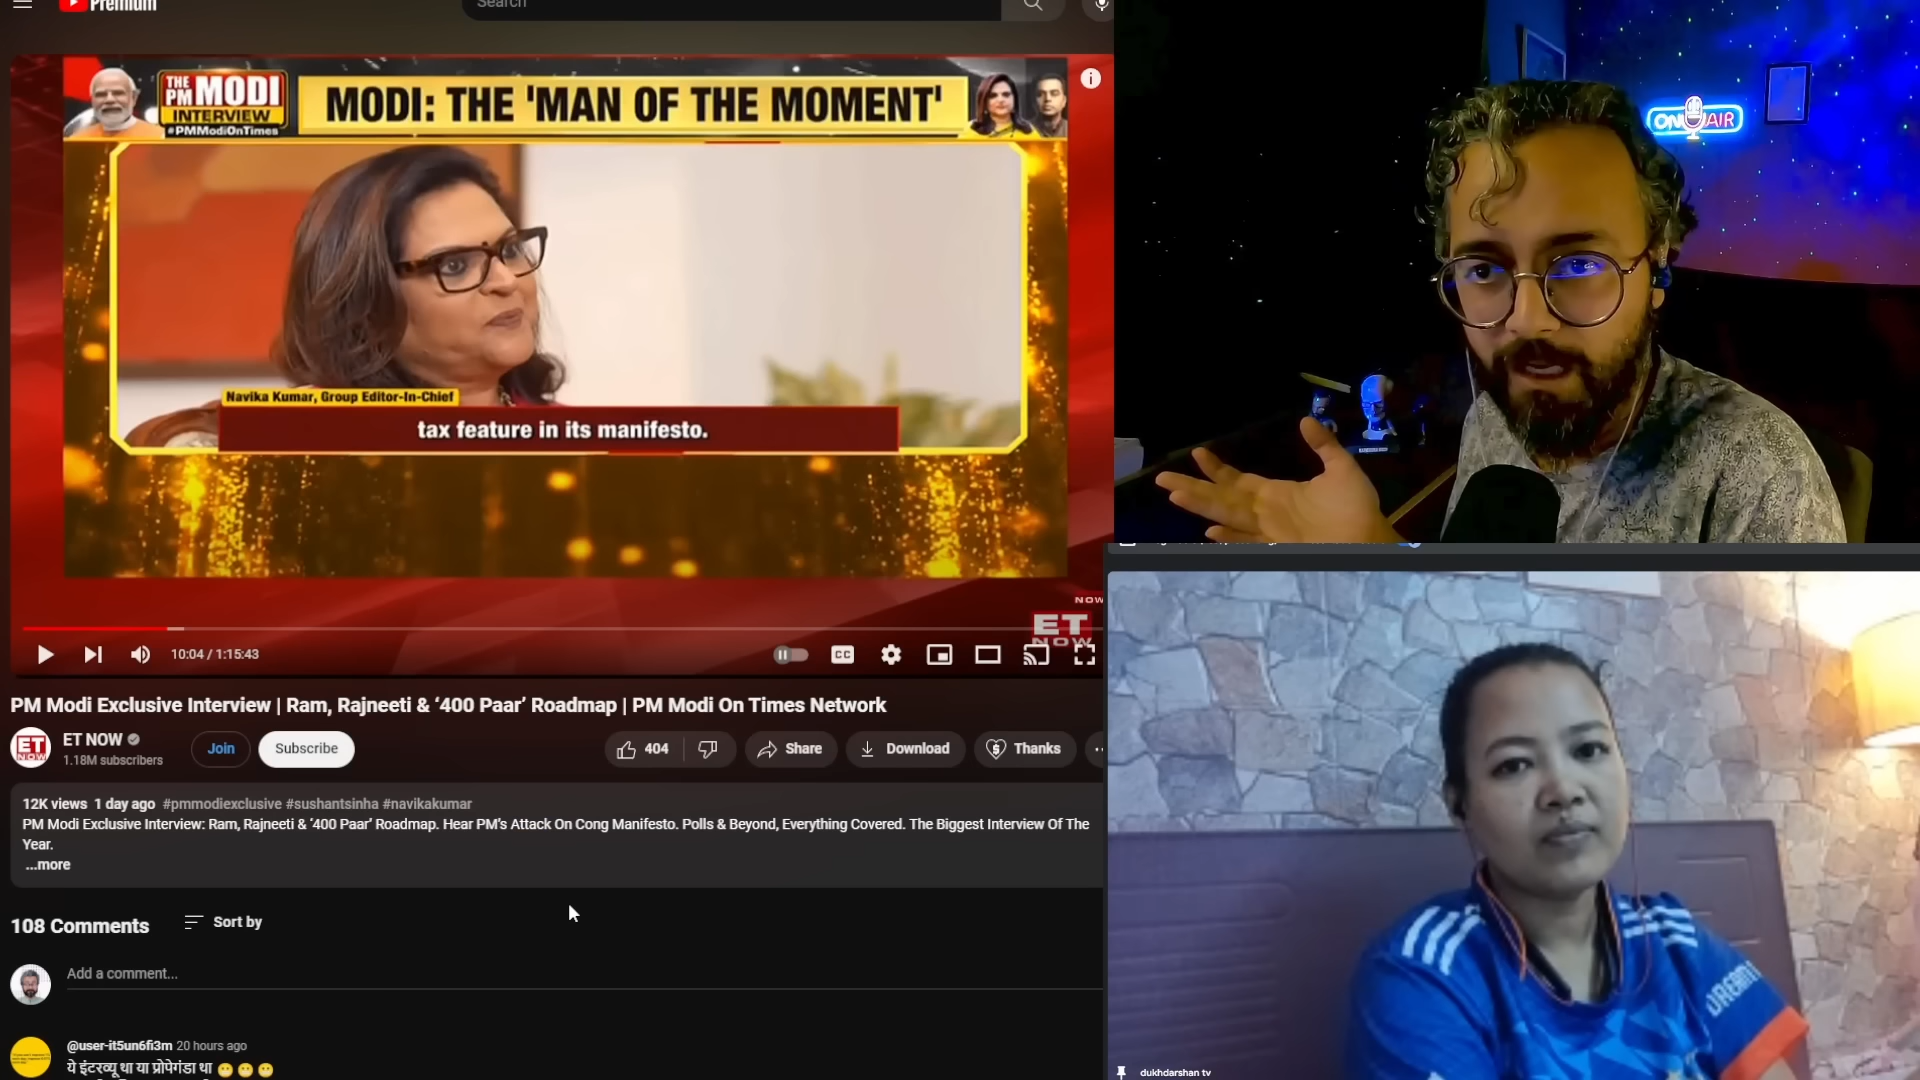 Premium
Search
THE PM MODI
INTERVIEW
#PMModiOnTimes
MODI: THE 'MAN OF THE MOMENT'
ON AIR
Navika Kumar, Group Editor-In-Chief
tax feature in its manifesto.
NOW
ET
NOW
10:04 / 1:15:43
CC
PM Modi Exclusive Interview | Ram, Rajneeti & ‘400 Paar’ Roadmap | PM Modi On Times Network
ET
NOW
ET NOW
1.18M subscribers
Join
Subscribe
404
Share
Download
Thanks
12K views 1 day ago #pmmodiexclusive #sushantsinha #navikakumar
PM Modi Exclusive Interview: Ram, Rajneeti & ‘400 Paar’ Roadmap. Hear PM's Attack On Cong Manifesto. Polls & Beyond, Everything Covered. The Biggest Interview Of The
Year.
...more
108 Comments
Sort by
Add a comment...
@user-it5un6fi3m 20 hours ago
ये इंटरव्यू था या प्रोपेगंडा था 😁 😁 😁
dukhdarshan tv